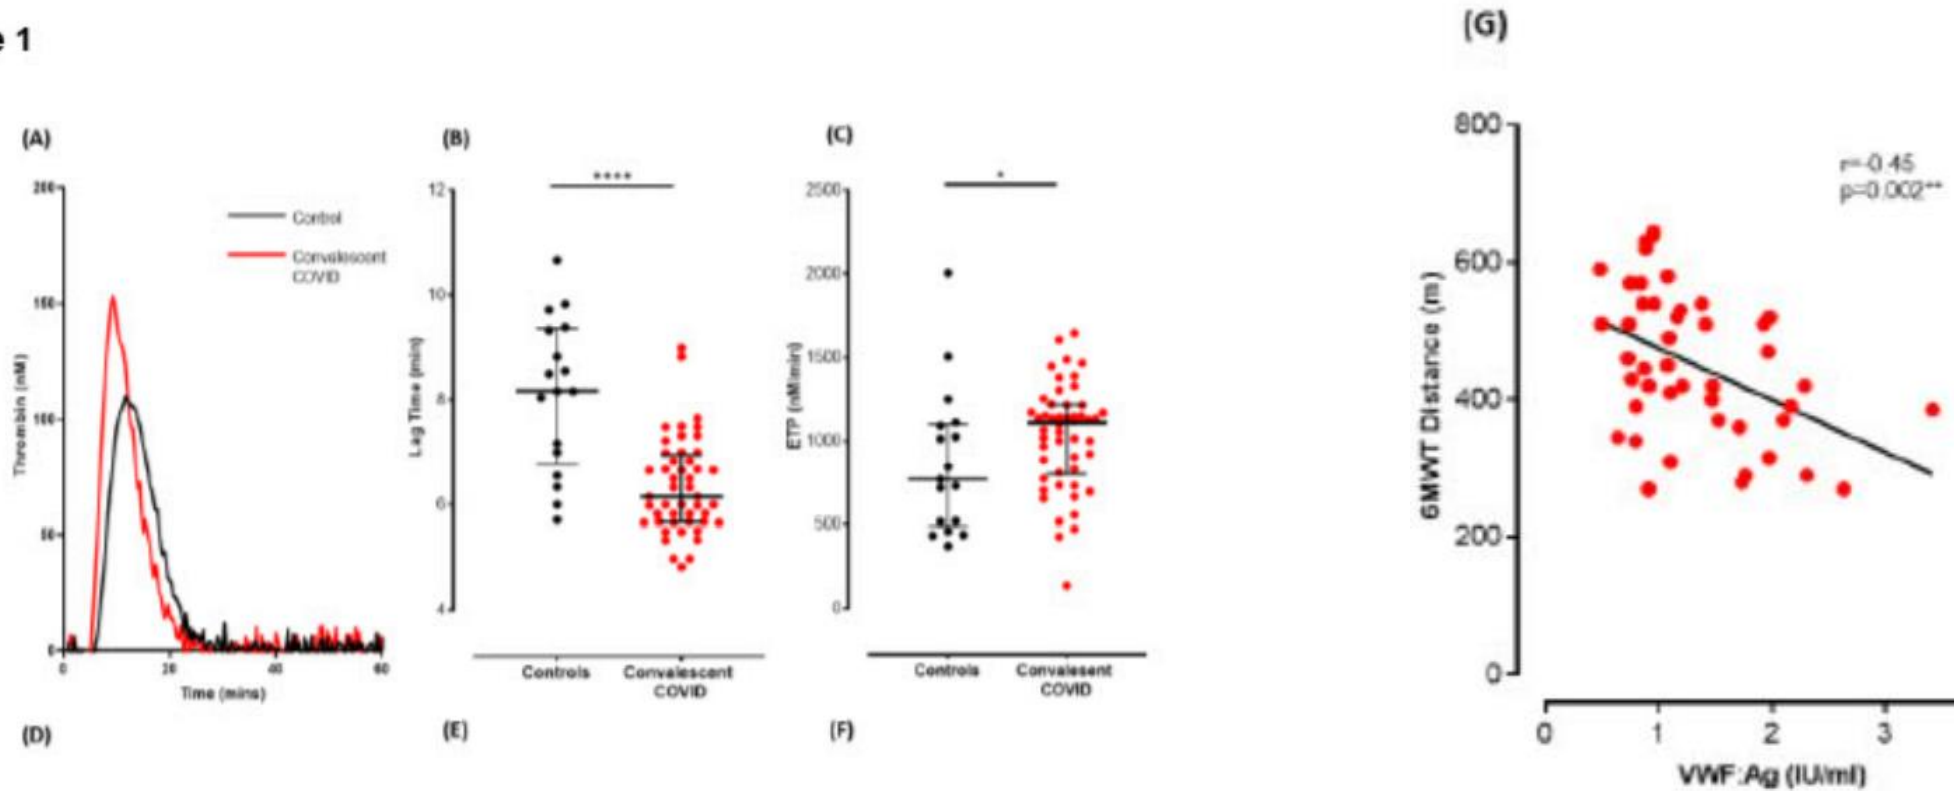 e 1
(A)
200
150
100
50
0
Thrombin (nM)
Control
Convalescent
COVID
0 20 40 60
Time (mins)
(B)
****
12
10
8
6
4
Lag Time (min)
Controls Convalescent
COVID
(C)
*
2500
2000
1500
1000
500
0
ETP (nM/min)
Controls Convalesent
COVID
(D) (E) (F)
(G)
800
600
400
200
0
6MWT Distance (m)
r=-0.45
p=0.002**
0 1 2 3
VWF:Ag (IU/ml)